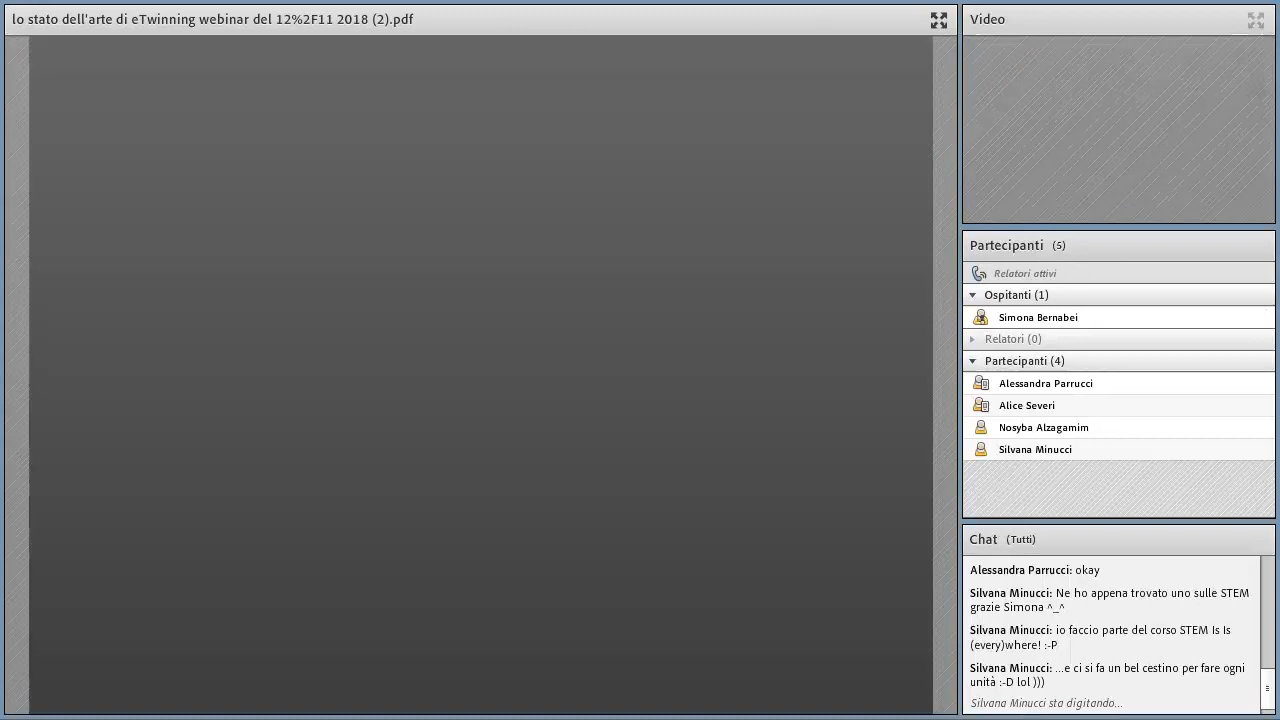 lo stato dell'arte di eTwinning webinar del 12%2F11 2018 (2).pdf
Video
Partecipanti (5)
Relatori attivi
Ospitanti (1)
Simona Bernabei
Relatori (0)
Partecipanti (4)
Alessandra Parrucci
Alice Severi
Nosyba Alzagamim
Silvana Minucci
Chat (Tutti)
Alessandra Parrucci: okay
Silvana Minucci: Ne ho appena trovato uno sulle STEM
grazie Simona ^_^
Silvana Minucci: io faccio parte del corso STEM Is Is
(every)where! :-P
Silvana Minucci: ...e ci si fa un bel cestino per fare ogni
unità :-D lol )))
Silvana Minucci sta digitando...